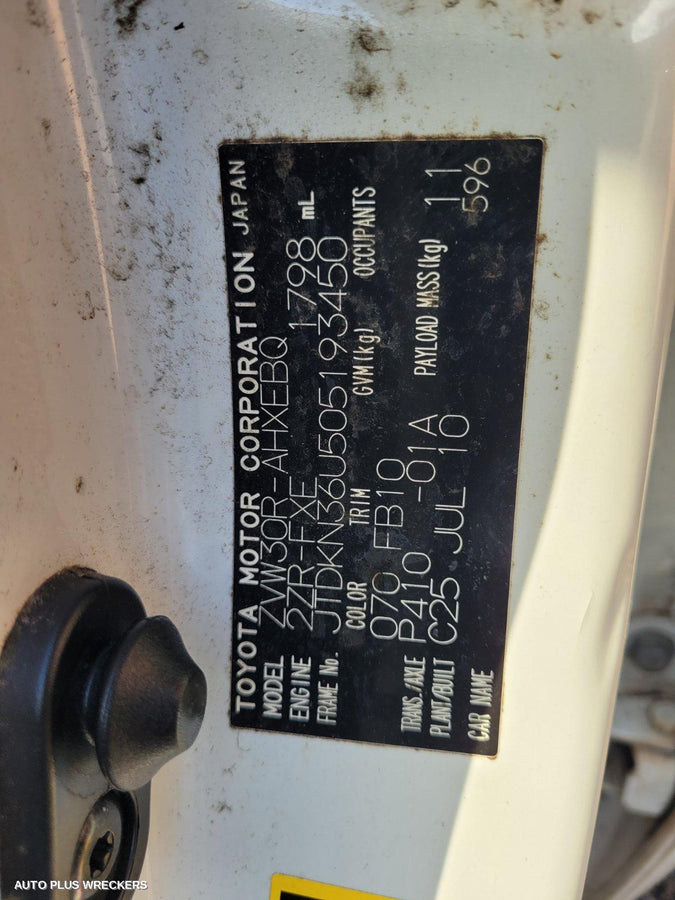 TOYOTA MOTOR CORPORATION JAPAN
MODEL ZVW30R-AHXEBQ
ENGINE 2ZR-FXE 1798 mL
FRAME No. JTDKN36U505193450
COLOR TRIM GVM(kg) OCCUPANTS
070 FB10
TRANS./AXLE P410 -01A PAYLOAD MASS(kg) 11
PLANT/BUILT C25 JUL 10 596
CAR NAME
AUTO PLUS WRECKERS